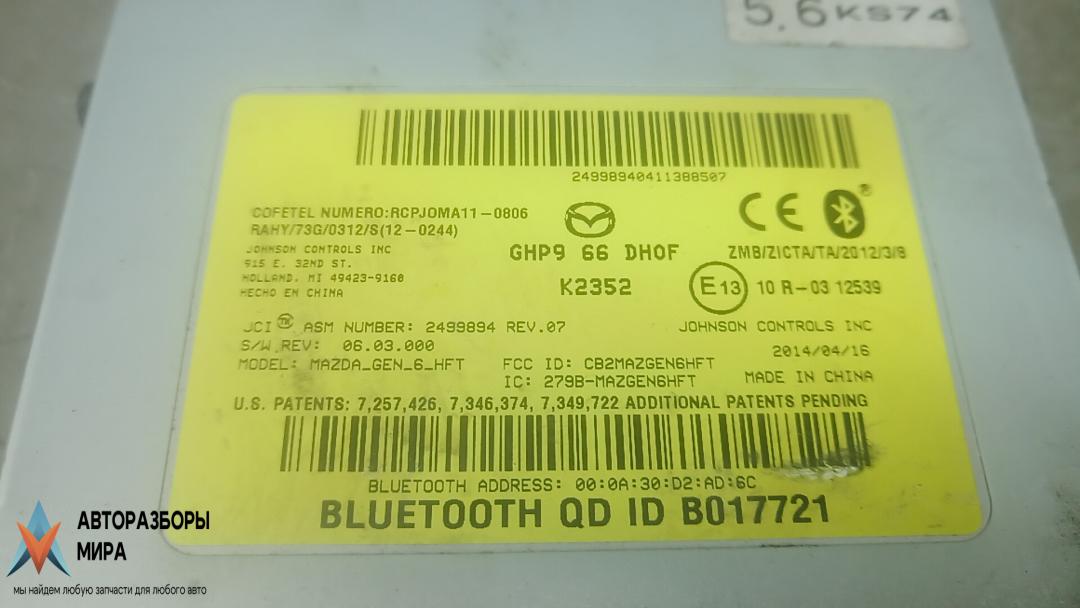 5.6KS74
24998940411388507
COFETEL NUMERO:RCPJOMA11-0806
RAHY/73G/0312/S(12-0244)
JOHNSON CONTROLS INC
915 E. 32ND ST.
HOLLAND, MI 49423-9160
HECHO EN CHINA
GHP9 66 DH0F
K2352
CE
®
ZMB/ZICTA/TA/2012/3/8
E13 10 R-03 12539
JCI™ ASM NUMBER: 2499894 REV.07
S/W REV: 06.03.000
MODEL: MAZDA_GEN_6_HFT
FCC ID: CB2MAZGEN6HFT
IC: 279B-MAZGEN6HFT
JOHNSON CONTROLS INC
2014/04/16
MADE IN CHINA
U.S. PATENTS: 7,257,426, 7,346,374, 7,349,722 ADDITIONAL PATENTS PENDING
BLUETOOTH ADDRESS: 00:0A:30:D2:AD:6C
BLUETOOTH QD ID B017721
АВТОРАЗБОРЫ
МИРА
мы найдем любую запчасти для любого авто